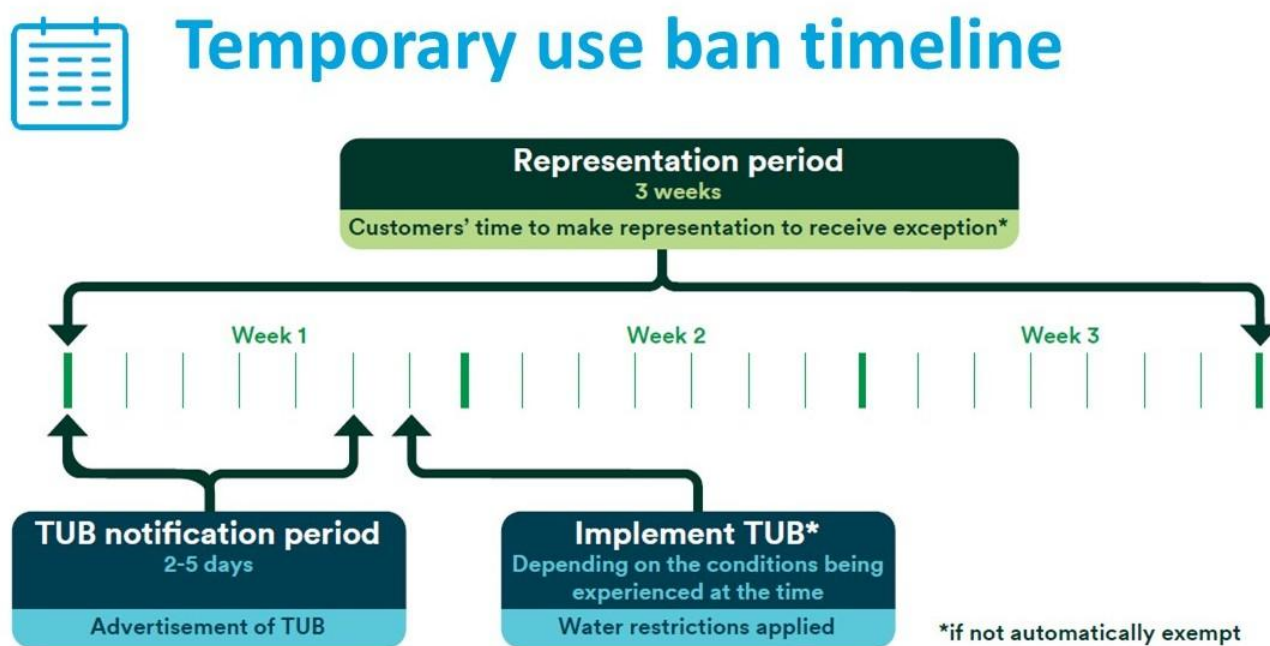 Temporary use ban timeline
Representation period
3 weeks
Customers’ time to make representation to receive exception*
Week 1
Week 2
Week 3
TUB notification period
2-5 days
Advertisement of TUB
Implement TUB*
Depending on the conditions being
experienced at the time
Water restrictions applied
*if not automatically exempt